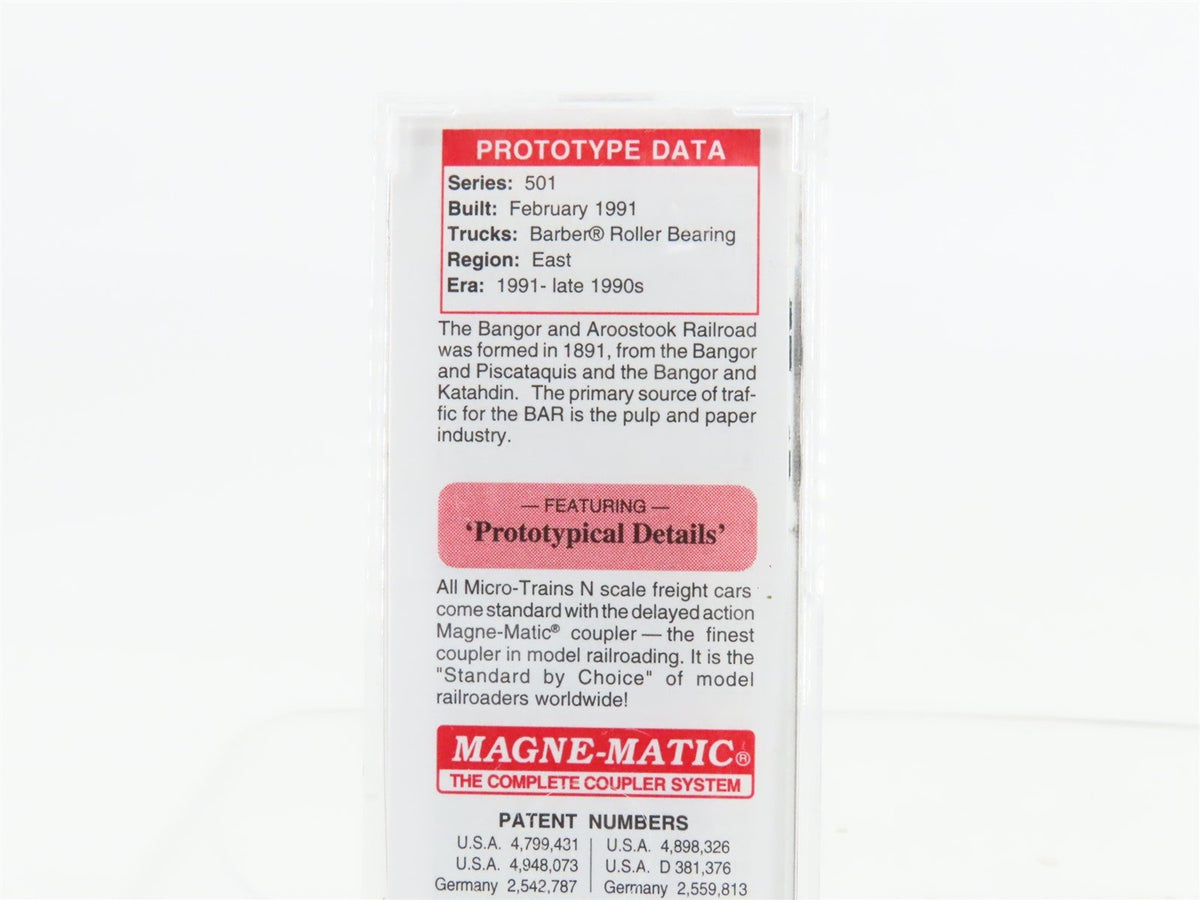 PROTOTYPE DATA
Series: 501
Built: February 1991
Trucks: Barber® Roller Bearing
Region: East
Era: 1991- late 1990s
The Bangor and Aroostook Railroad
was formed in 1891, from the Bangor
and Piscataquis and the Bangor and
Katahdin. The primary source of traf-
fic for the BAR is the pulp and paper
industry.
— FEATURING —
‘Prototypical Details’
All Micro-Trains N scale freight cars
come standard with the delayed action
Magne-Matic® coupler — the finest
coupler in model railroading. It is the
"Standard by Choice" of model
railroaders worldwide!
MAGNE-MATIC®
THE COMPLETE COUPLER SYSTEM
PATENT NUMBERS
U.S.A. 4,799,431 | U.S.A. 4,898,326
U.S.A. 4,948,073 | U.S.A. D 381,376
Germany 2,542,787 | Germany 2,559,813